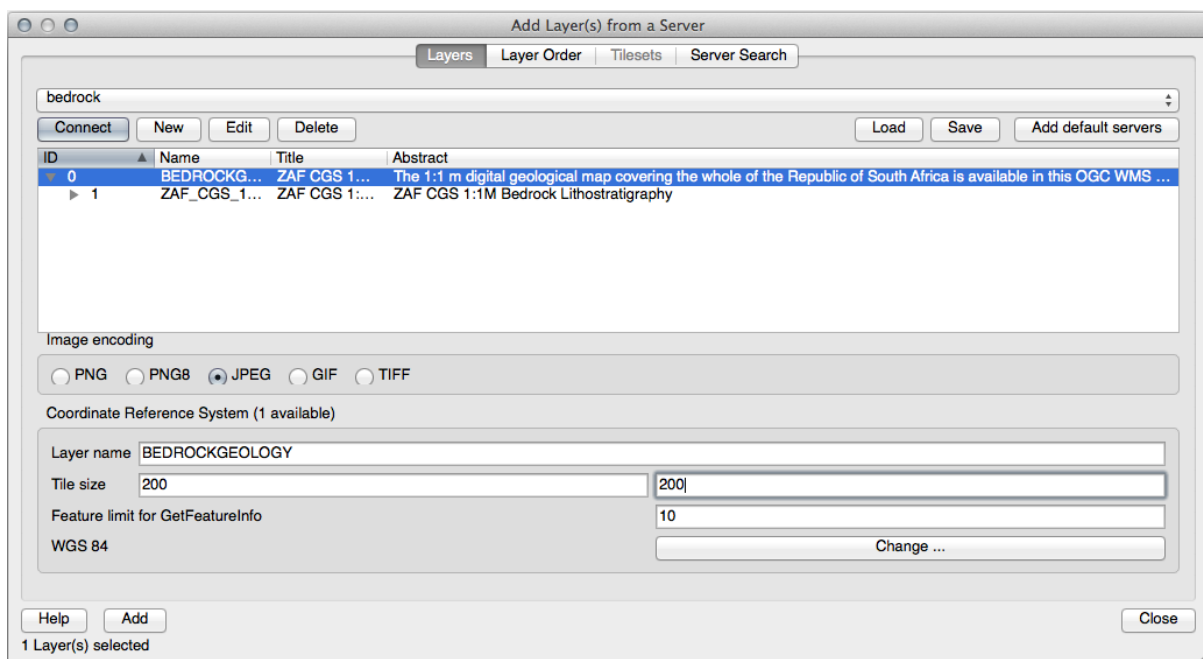 Add Layer(s) from a Server
Layers Layer Order Tilesets Server Search
bedrock
Connect New Edit Delete Load Save Add default servers
ID Name Title Abstract
0 BEDROCKG... ZAF CGS 1... The 1:1 m digital geological map covering the whole of the Republic of South Africa is available in this OGC WMS ...
1 ZAF_CGS_1... ZAF CGS 1:... ZAF CGS 1:1M Bedrock Lithostratigraphy
Image encoding
PNG PNG8 JPEG GIF TIFF
Coordinate Reference System (1 available)
Layer name BEDROCKGEOLOGY
Tile size 200 200
Feature limit for GetFeatureInfo 10
WGS 84 Change ...
Help Add Close
1 Layer(s) selected